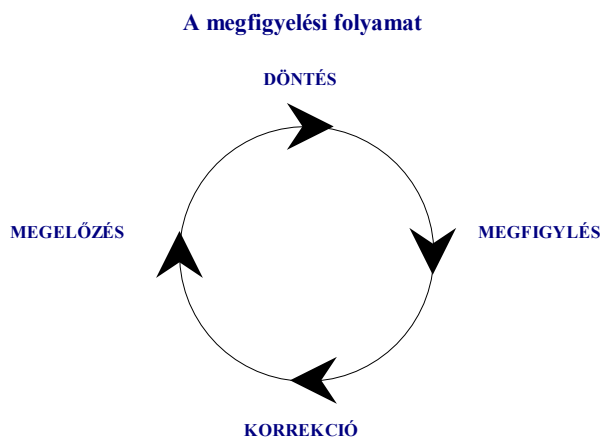 A megfigyelési folyamat
DÖNTÉS
MEGELŐZÉS
MEGFIGYLÉS
KORREKCIÓ